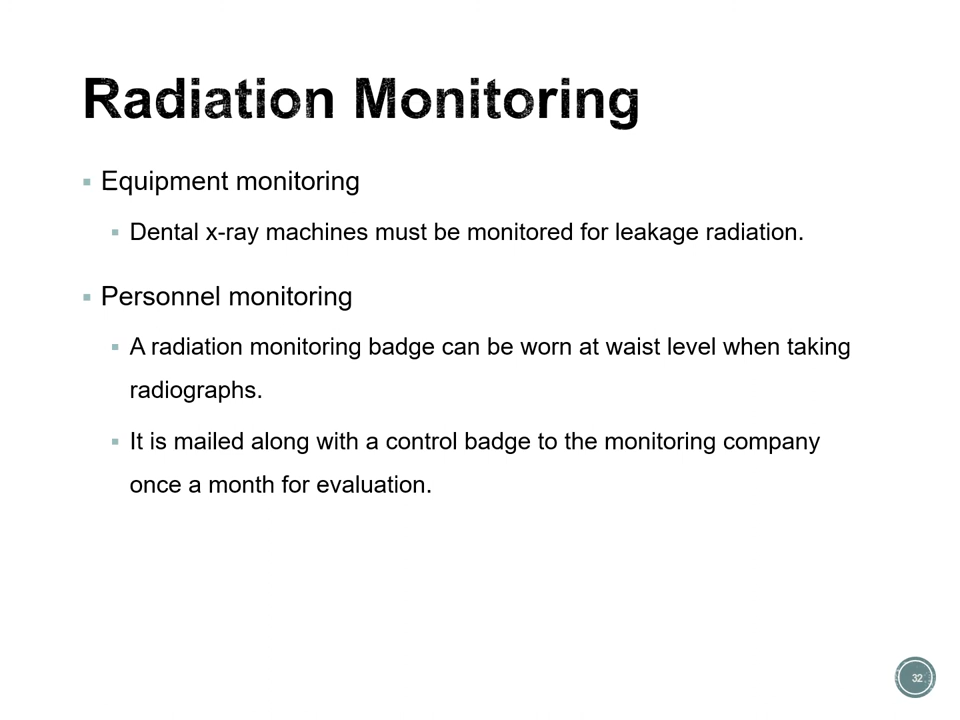 Radiation Monitoring
Equipment monitoring
Dental x-ray machines must be monitored for leakage radiation.
Personnel monitoring
A radiation monitoring badge can be worn at waist level when taking
radiographs.
It is mailed along with a control badge to the monitoring company
once a month for evaluation.
32